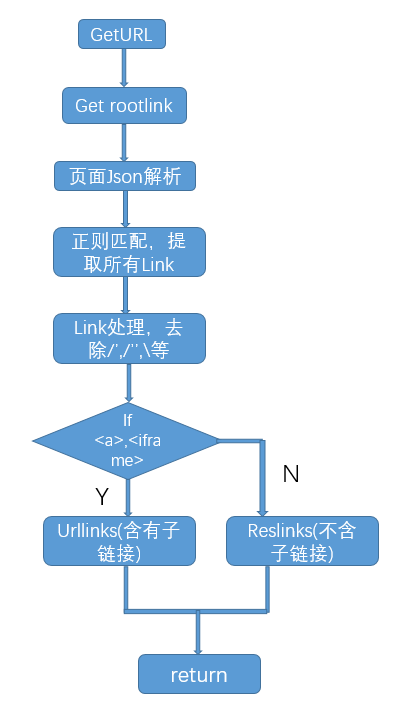 GetURL
Get rootlink
页面Json解析
正则匹配，提
取所有Link
Link处理，去
除/',/'',\等
If
<a>,<ifra
me>
N
Y
Urllinks(含有子
链接)
Reslinks(不含
子链接)
return